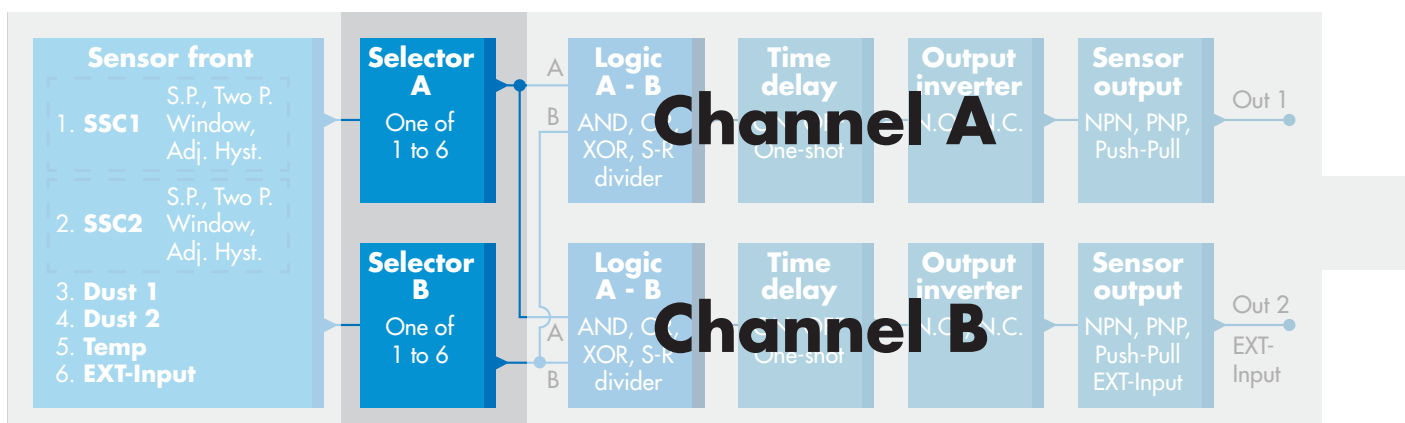 Sensor front
1. SSC1
S.P., Two P.
Window,
Adj. Hyst.
2. SSC2
S.P., Two P.
Window,
Adj. Hyst.
3. Dust 1
4. Dust 2
5. Temp
6. EXT-Input
Selector
A
One of
1 to 6
Selector
B
One of
1 to 6
A
B
Logic
A - B
AND, OR,
XOR, S-R
divider
Time
delay
One-shot
Output
inverter
N.O., N.C.
Sensor
output
NPN, PNP,
Push-Pull
Out 1
Channel A
A
B
Logic
A - B
AND, OR,
XOR, S-R
divider
Time
delay
One-shot
Output
inverter
N.O., N.C.
Sensor
output
NPN, PNP,
Push-Pull
EXT-Input
Out 2
EXT-
Input
Channel B